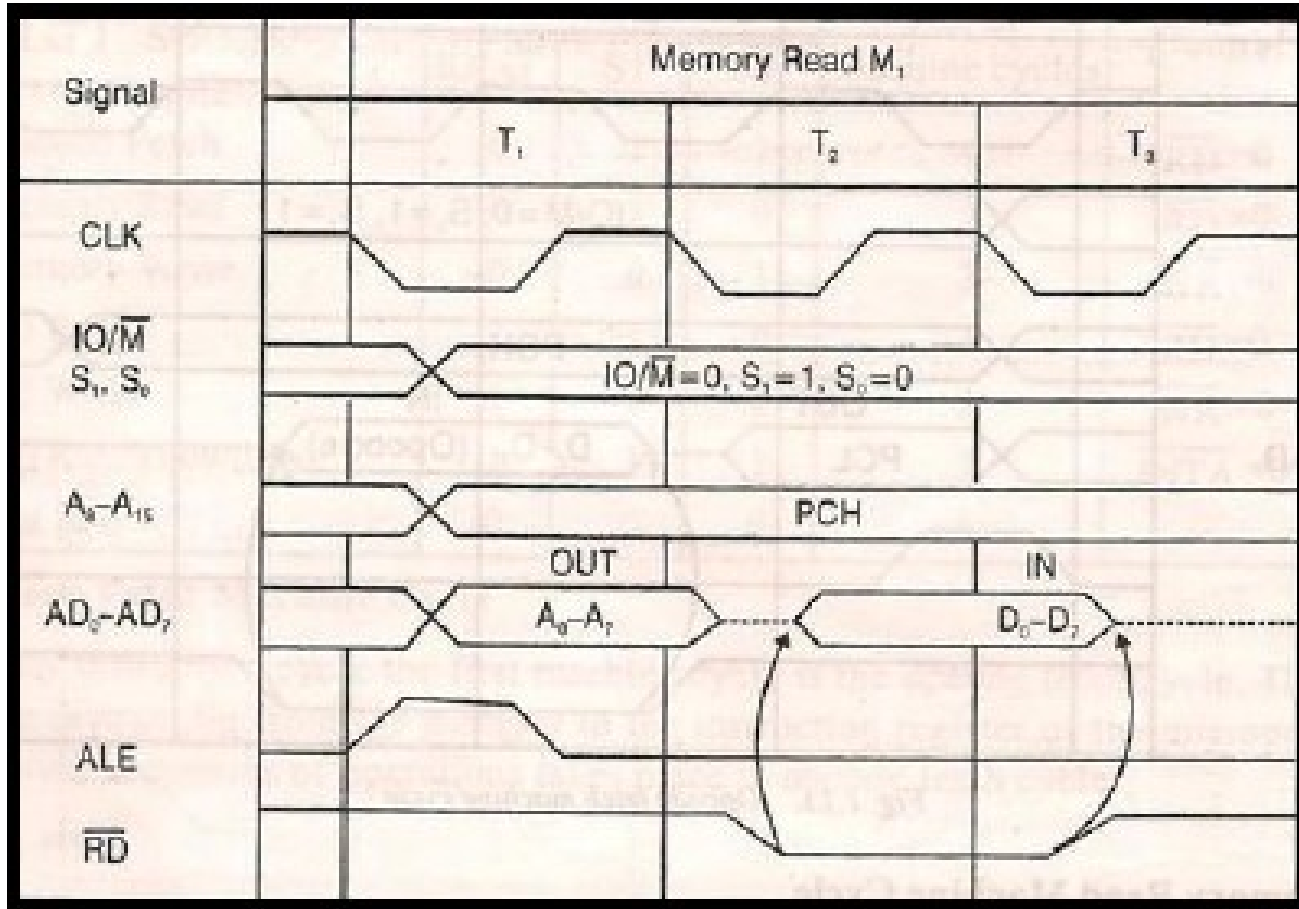 Signal
Memory Read M₁
T₁ T₂ T₃
CLK
IO/M̅
S₁, S₀
IO/M̅=0, S₁=1, S₀=0
A₈–A₁₅
PCH
OUT IN
AD₀–AD₇
A₀–A₇ D₀–D₇
ALE
R̅D̅